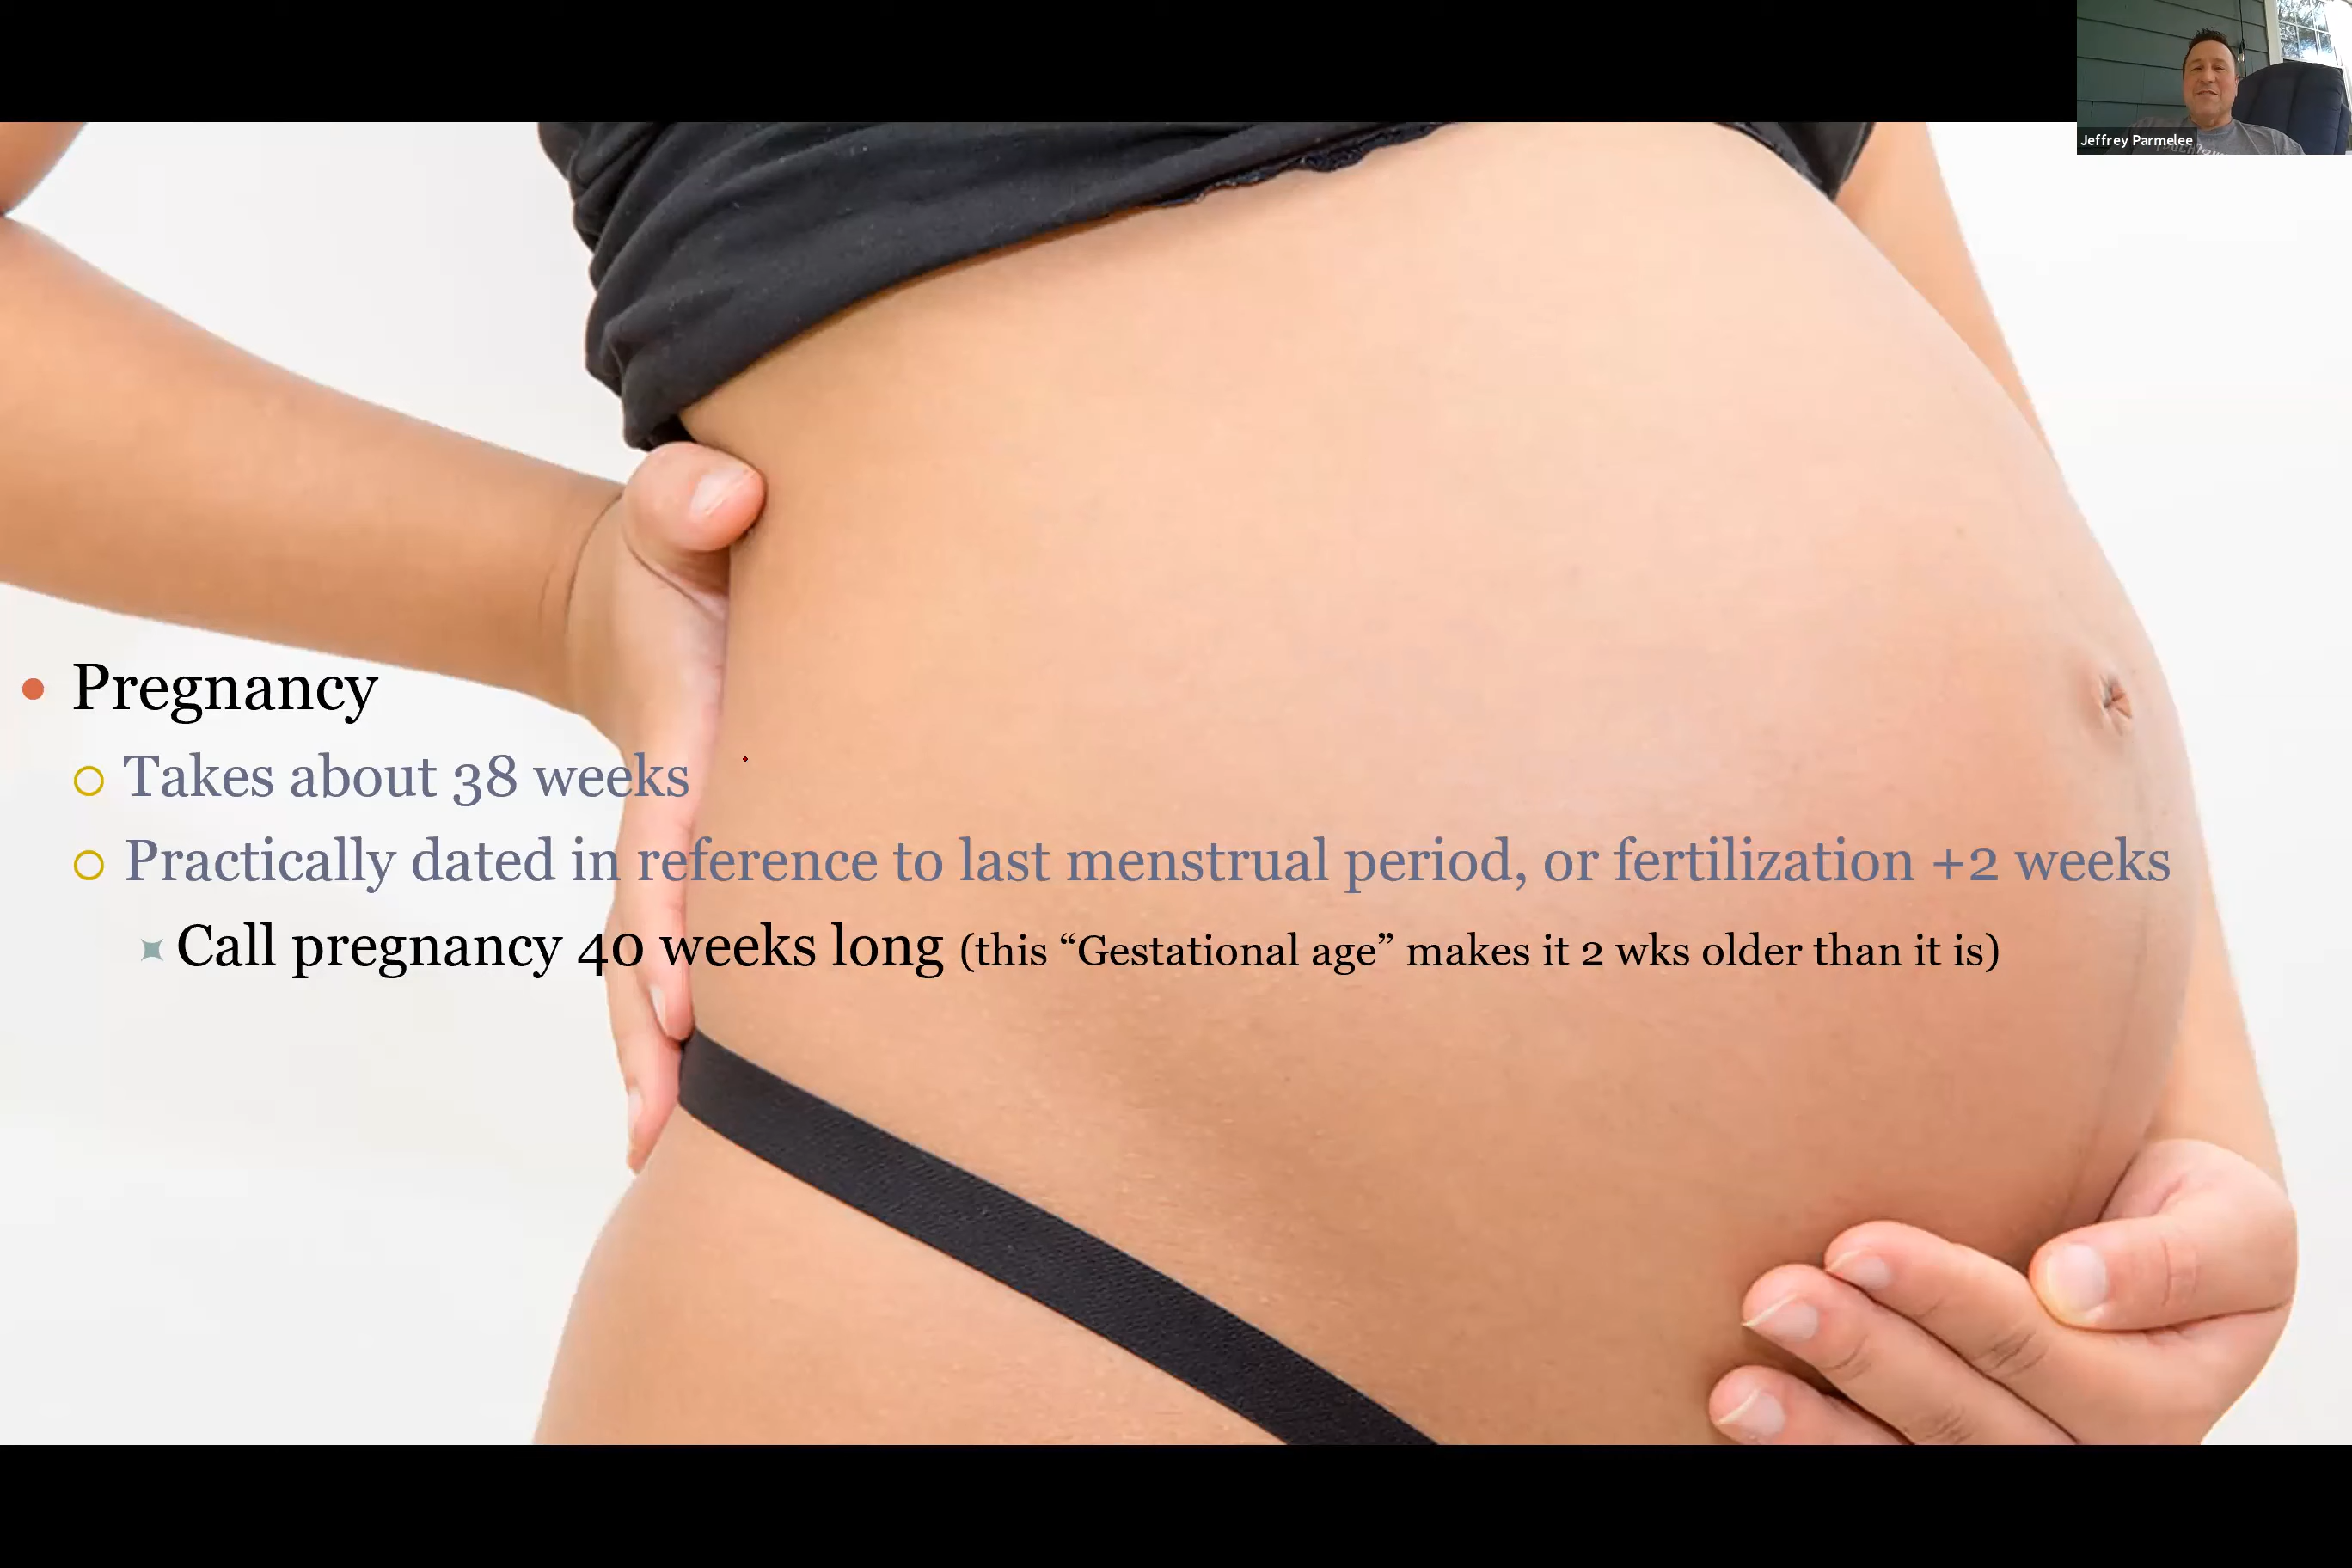 Jeffrey Parmelee
Pregnancy
Takes about 38 weeks
Practically dated in reference to last menstrual period, or fertilization +2 weeks
Call pregnancy 40 weeks long (this “Gestational age” makes it 2 wks older than it is)